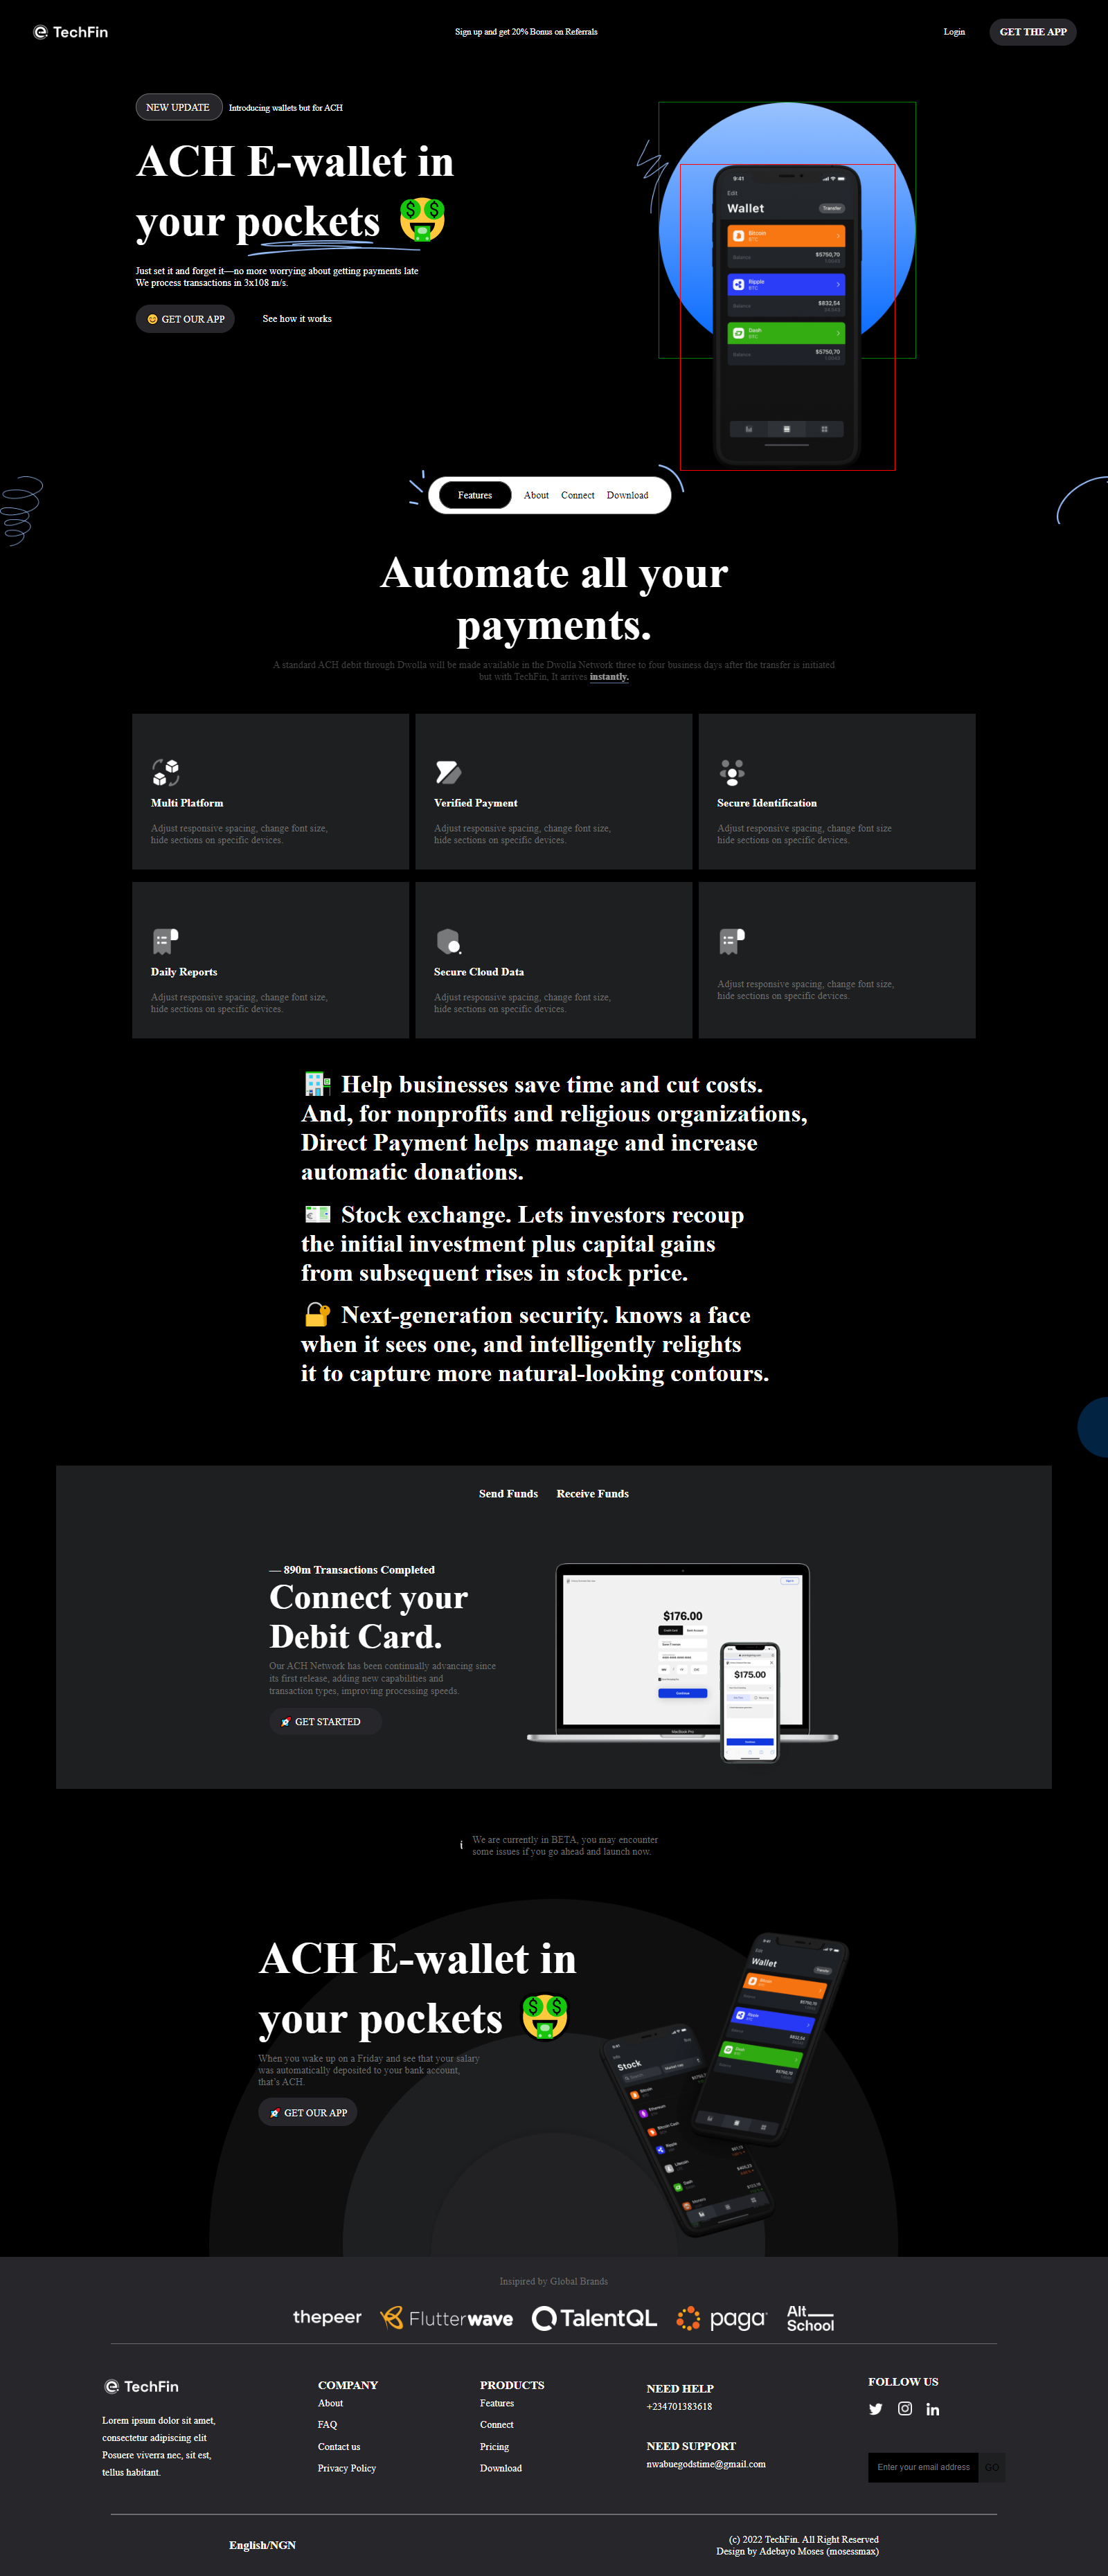 TechFin
Sign up and get 20% Bonus on Referrals
Login
GET THE APP
NEW UPDATE
Introducing wallets but for ACH
ACH E-wallet in
your pockets
Just set it and forget it—no more worrying about getting payments late
We process transactions in 3x108 m/s.
GET OUR APP
See how it works
9:41
Edit
Wallet
Transfer
Bitcoin
BTC
Balance
$5750,70
Ripple
BTC
Balance
$832,54
Dash
BTC
Balance
$5750,70
Features
About
Connect
Download
Automate all your
payments.
A standard ACH debit through Dwolla will be made available in the Dwolla Network three to four business days after the transfer is initiated
but with TechFin, It arrives instantly.
Multi Platform
Adjust responsive spacing, change font size,
hide sections on specific devices.
Verified Payment
Adjust responsive spacing, change font size,
hide sections on specific devices.
Secure Identification
Adjust responsive spacing, change font size
hide sections on specific devices.
Daily Reports
Adjust responsive spacing, change font size,
hide sections on specific devices.
Secure Cloud Data
Adjust responsive spacing, change font size,
hide sections on specific devices.
Adjust responsive spacing, change font size,
hide sections on specific devices.
Help businesses save time and cut costs.
And, for nonprofits and religious organizations,
Direct Payment helps manage and increase
automatic donations.
Stock exchange. Lets investors recoup
the initial investment plus capital gains
from subsequent rises in stock price.
Next-generation security. knows a face
when it sees one, and intelligently relights
it to capture more natural-looking contours.
Send Funds
Receive Funds
— 890m Transactions Completed
Connect your
Debit Card.
Our ACH Network has been continually advancing since
its first release, adding new capabilities and
transaction types, improving processing speeds.
GET STARTED
$176.00
Continue
MacBook Pro
$175.00
Continue
We are currently in BETA, you may encounter
some issues if you go ahead and launch now.
ACH E-wallet in
your pockets
When you wake up on a Friday and see that your salary
was automatically deposited to your bank account,
that's ACH.
GET OUR APP
Wallet
Transfer
Stock
Bitcoin
Ethereum
Bitcoin Cash
Ripple
Litecoin
Dash
Insipired by Global Brands
thepeer
Flutterwave
TalentQL
paga
Alt
School
TechFin
Lorem ipsum dolor sit amet,
consectetur adipiscing elit
Posuere viverra nec, sit est,
tellus habitant.
COMPANY
About
FAQ
Contact us
Privacy Policy
PRODUCTS
Features
Connect
Pricing
Download
NEED HELP
+234701383618
NEED SUPPORT
nwabuegodstime@gmail.com
FOLLOW US
Enter your email address
GO
English/NGN
(c) 2022 TechFin. All Right Reserved
Design by Adebayo Moses (mosessmax)